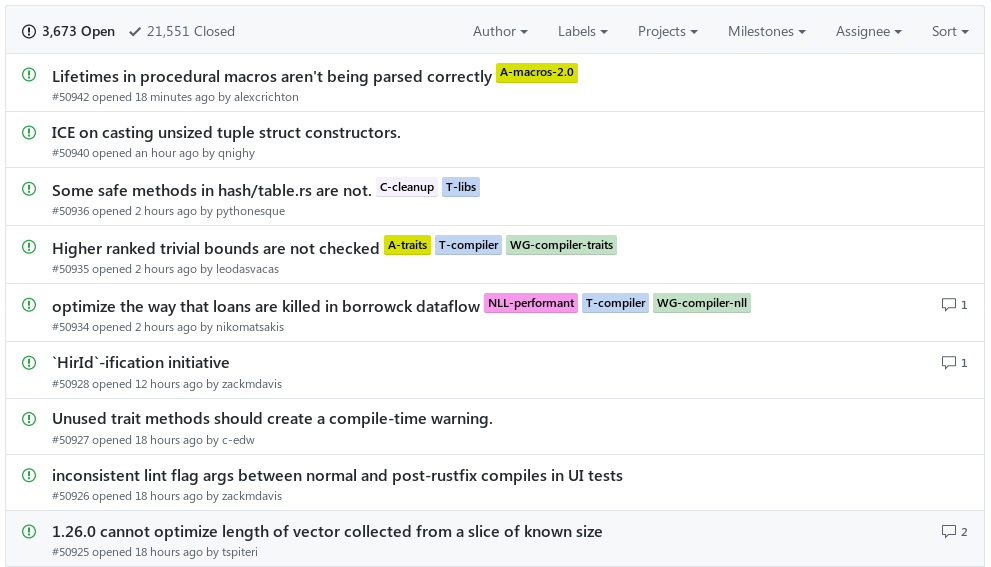 3,673 Open 21,551 Closed Author Labels Projects Milestones Assignee Sort
Lifetimes in procedural macros aren't being parsed correctly A-macros-2.0
#50942 opened 18 minutes ago by alexcrichton
ICE on casting unsized tuple struct constructors.
#50940 opened an hour ago by qnighy
Some safe methods in hash/table.rs are not. C-cleanup T-libs
#50936 opened 2 hours ago by pythonesque
Higher ranked trivial bounds are not checked A-traits T-compiler WG-compiler-traits
#50935 opened 2 hours ago by leodasvacas
optimize the way that loans are killed in borrowck dataflow NLL-performant T-compiler WG-compiler-nll 1
#50934 opened 2 hours ago by nikomatsakis
`HirId`-ification initiative 1
#50928 opened 12 hours ago by zackmdavis
Unused trait methods should create a compile-time warning.
#50927 opened 18 hours ago by c-edw
inconsistent lint flag args between normal and post-rustfix compiles in UI tests
#50926 opened 18 hours ago by zackmdavis
1.26.0 cannot optimize length of vector collected from a slice of known size 2
#50925 opened 18 hours ago by tspiteri